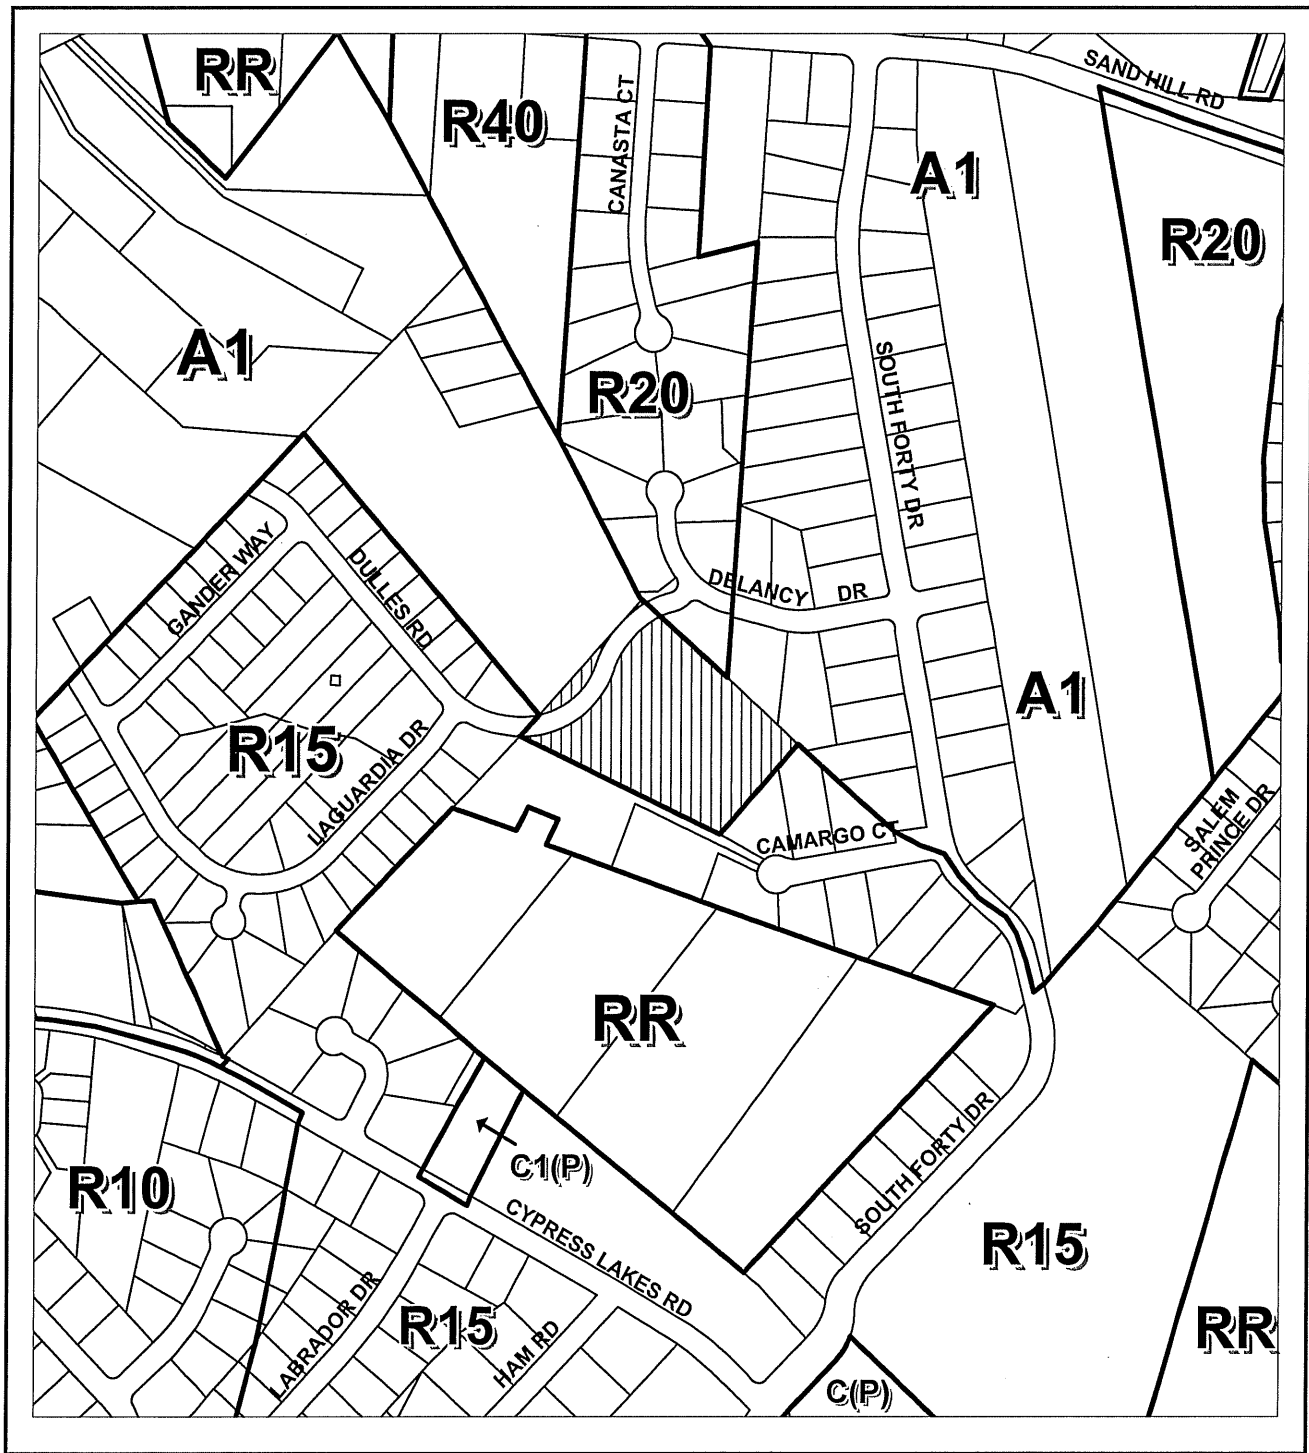 RR
R40
CANASTA CT
SAND HILL RD
A1
R20
A1
R20
SOUTH FORTY DR
GANDER WAY
DULLES RD
DELANCY DR
R15
LAGUARDIA DR
A1
SALEM
PRINCE DR
CAMARGO CT
RR
C1(P)
R10
CYPRESS LAKES RD
SOUTH FORTY DR
R15
LABRADOR DR
R15
HAM RD
RR
C(P)